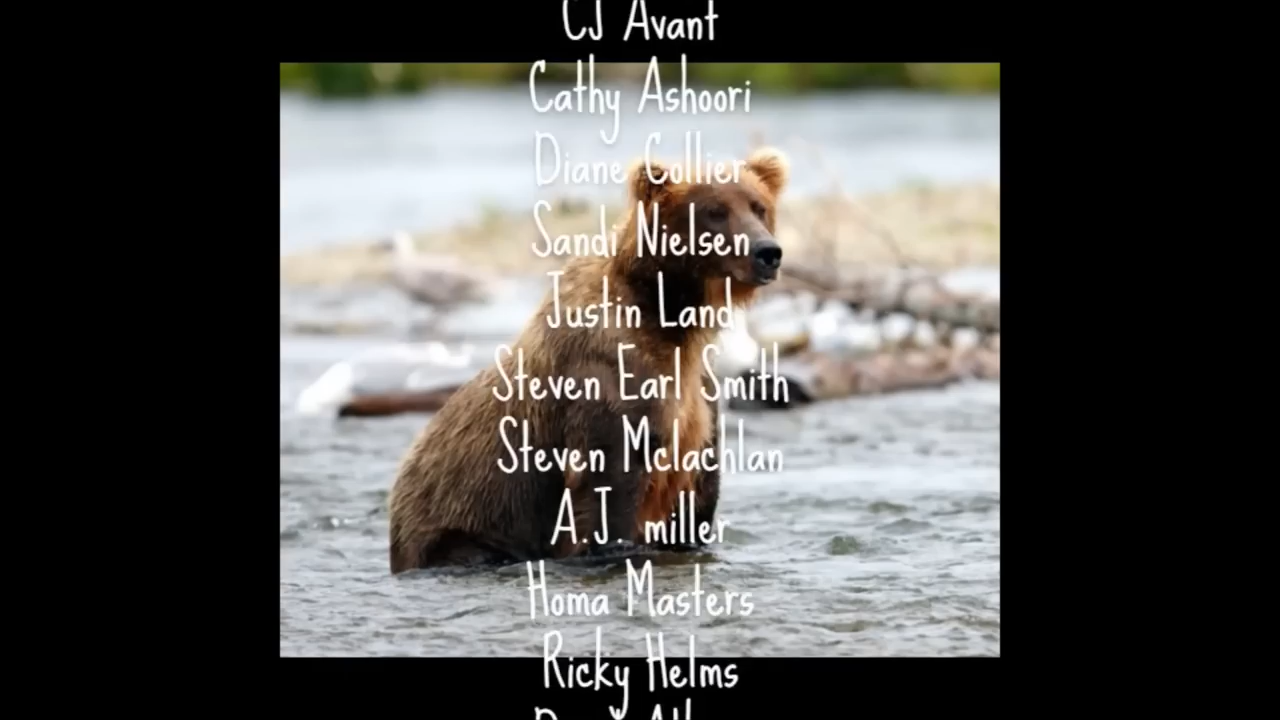 CJ Avant
Cathy Ashoori
Diane Collier
Sandi Nielsen
Justin Land
Steven Earl Smith
Steven Mclachlan
A.J. miller
Homa Masters
Ricky Helms